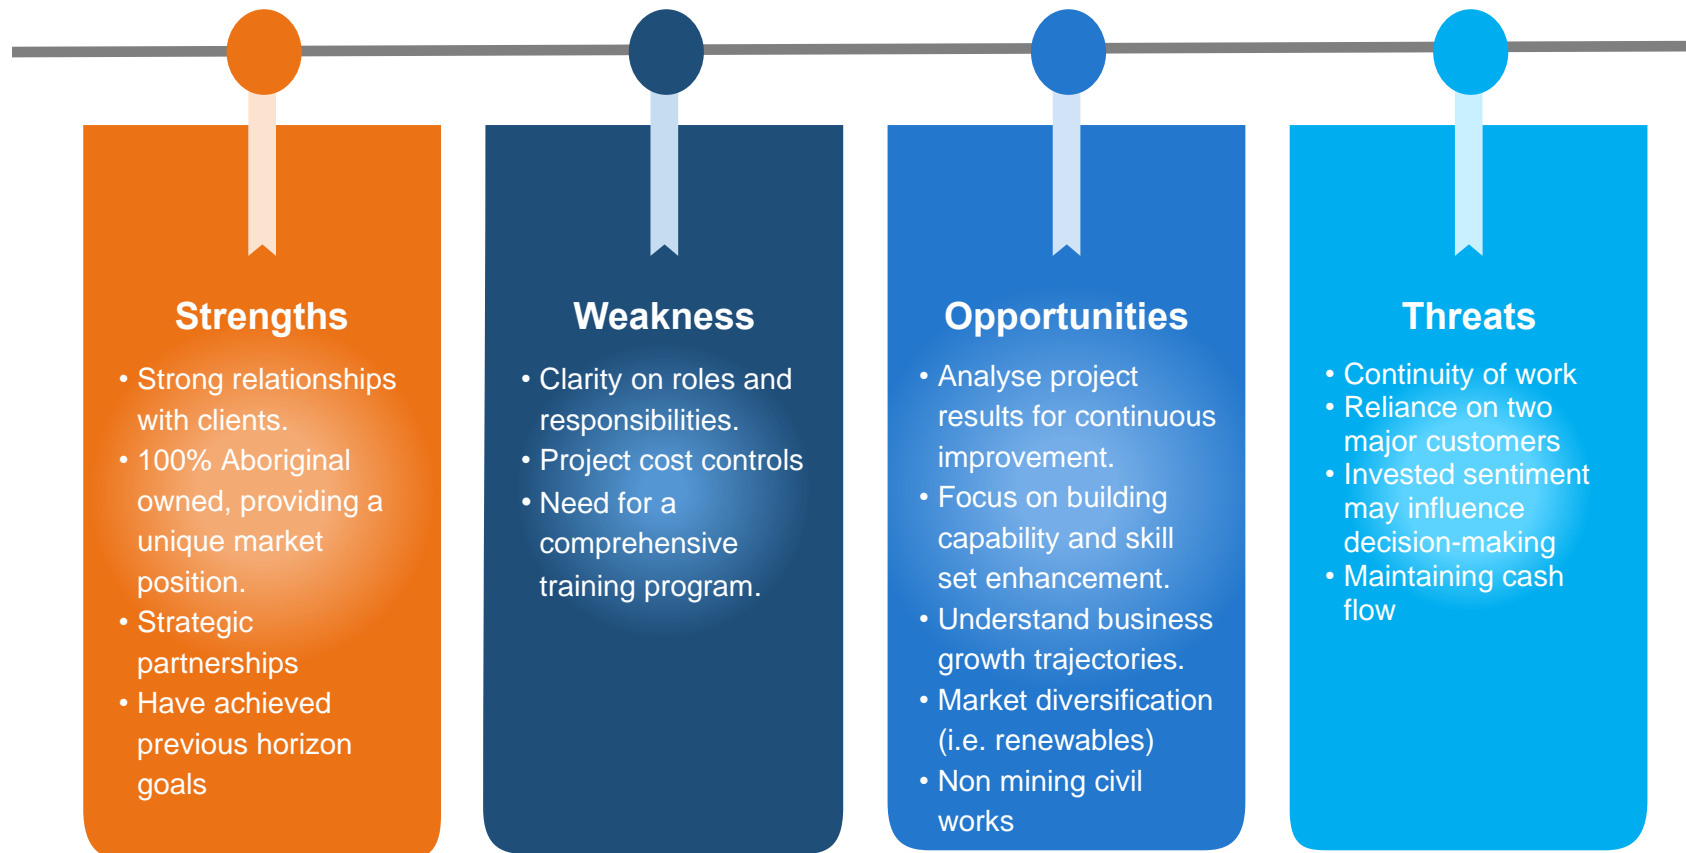 Strengths
• Strong relationships
with clients.
• 100% Aboriginal
owned, providing a
unique market
position.
• Strategic
partnerships
• Have achieved
previous horizon
goals
Weakness
• Clarity on roles and
responsibilities.
• Project cost controls
• Need for a
comprehensive
training program.
Opportunities
• Analyse project
results for continuous
improvement.
• Focus on building
capability and skill
set enhancement.
• Understand business
growth trajectories.
• Market diversification
(i.e. renewables)
• Non mining civil
works
Threats
• Continuity of work
• Reliance on two
major customers
• Invested sentiment
may influence
decision-making
• Maintaining cash
flow